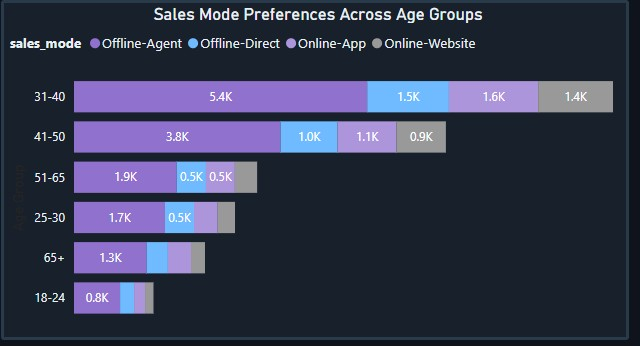 Sales Mode Preferences Across Age Groups
sales_mode Offline-Agent Offline-Direct Online-App Online-Website
31-40 5.4K 1.5K 1.6K 1.4K
41-50 3.8K 1.0K 1.1K 0.9K
51-65 1.9K 0.5K 0.5K
25-30 1.7K 0.5K
65+ 1.3K
18-24 0.8K